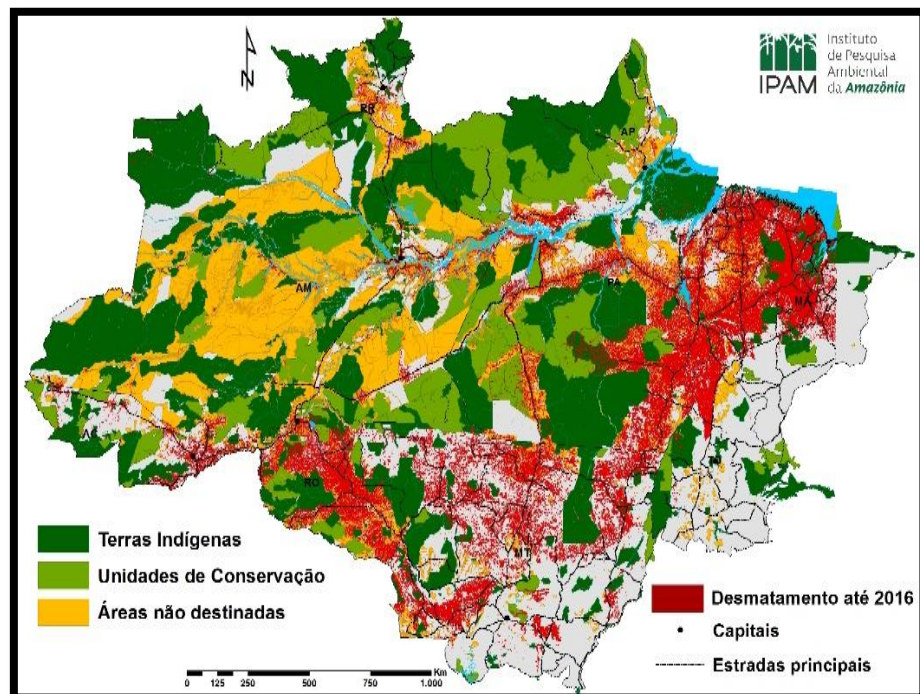 N
Instituto
de Pesquisa
Ambiental
da Amazônia
IPAM
RR
AP
AM
PA
MA
RO
MT
Terras Indígenas
Unidades de Conservação
Áreas não destinadas
Desmatamento até 2016
Capitais
Estradas principais
0 125 250 500 750 1.000 Km